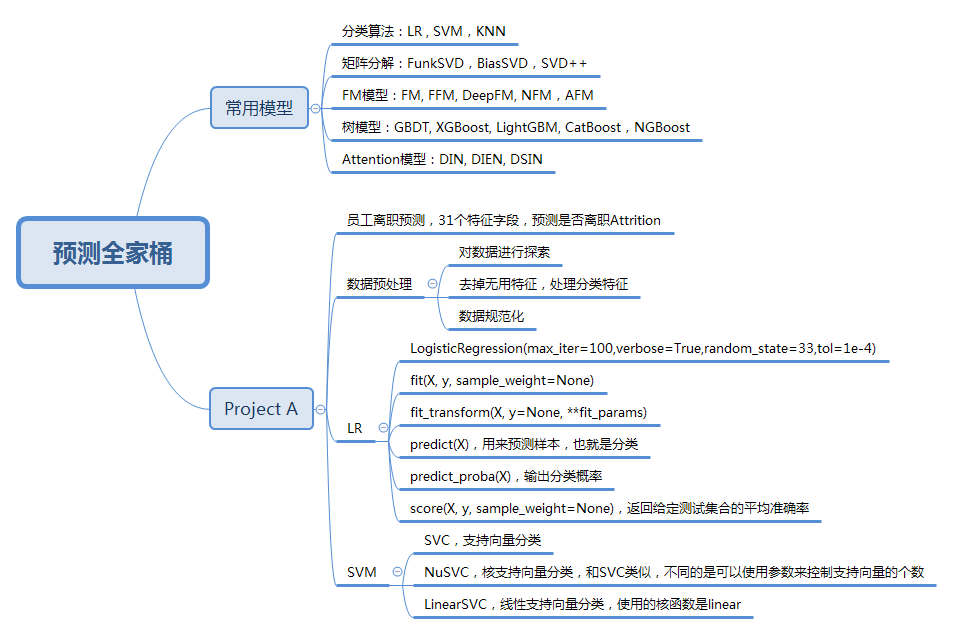 预测全家桶
常用模型
分类算法：LR , SVM，KNN
矩阵分解：FunkSVD，BiasSVD，SVD++
FM模型：FM, FFM, DeepFM, NFM，AFM
树模型：GBDT, XGBoost, LightGBM, CatBoost，NGBoost
Attention模型：DIN, DIEN, DSIN
Project A
员工离职预测，31个特征字段，预测是否离职Attrition
数据预处理
对数据进行探索
去掉无用特征，处理分类特征
数据规范化
LR
LogisticRegression(max_iter=100,verbose=True,random_state=33,tol=1e-4)
fit(X, y, sample_weight=None)
fit_transform(X, y=None, **fit_params)
predict(X)，用来预测样本，也就是分类
predict_proba(X)，输出分类概率
score(X, y, sample_weight=None)，返回给定测试集合的平均准确率
SVM
SVC，支持向量分类
NuSVC，核支持向量分类，和SVC类似，不同的是可以使用参数来控制支持向量的个数
LinearSVC，线性支持向量分类，使用的核函数是linear